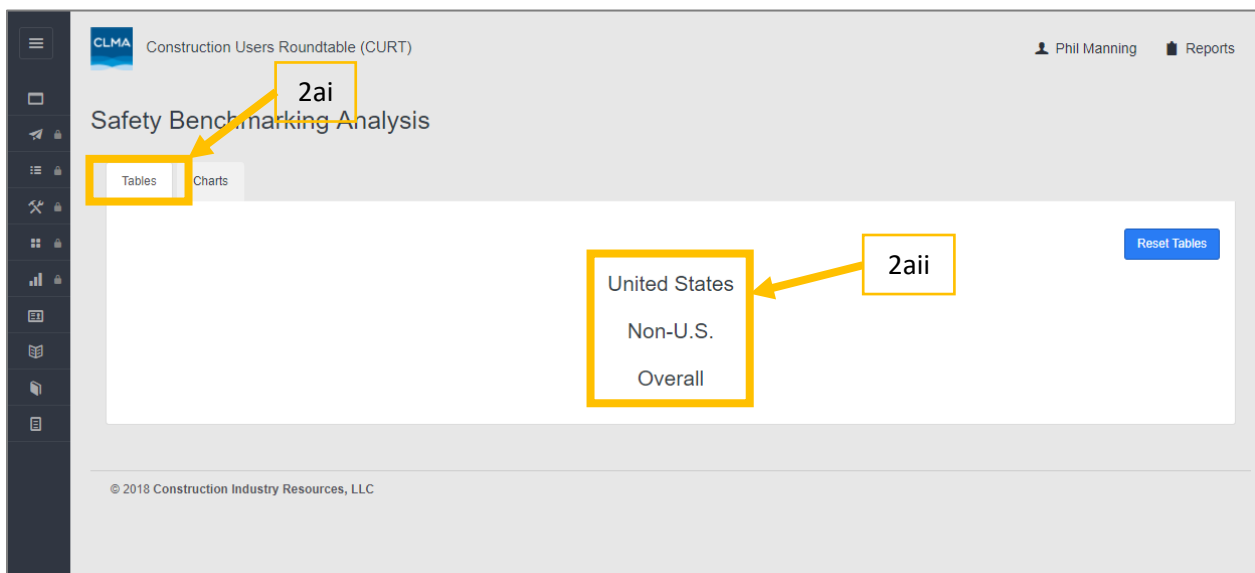 CLMA
Construction Users Roundtable (CURT)
Phil Manning
Reports
2ai
Safety Benchmarking Analysis
Tables
Charts
Reset Tables
2aii
United States
Non-U.S.
Overall
© 2018 Construction Industry Resources, LLC